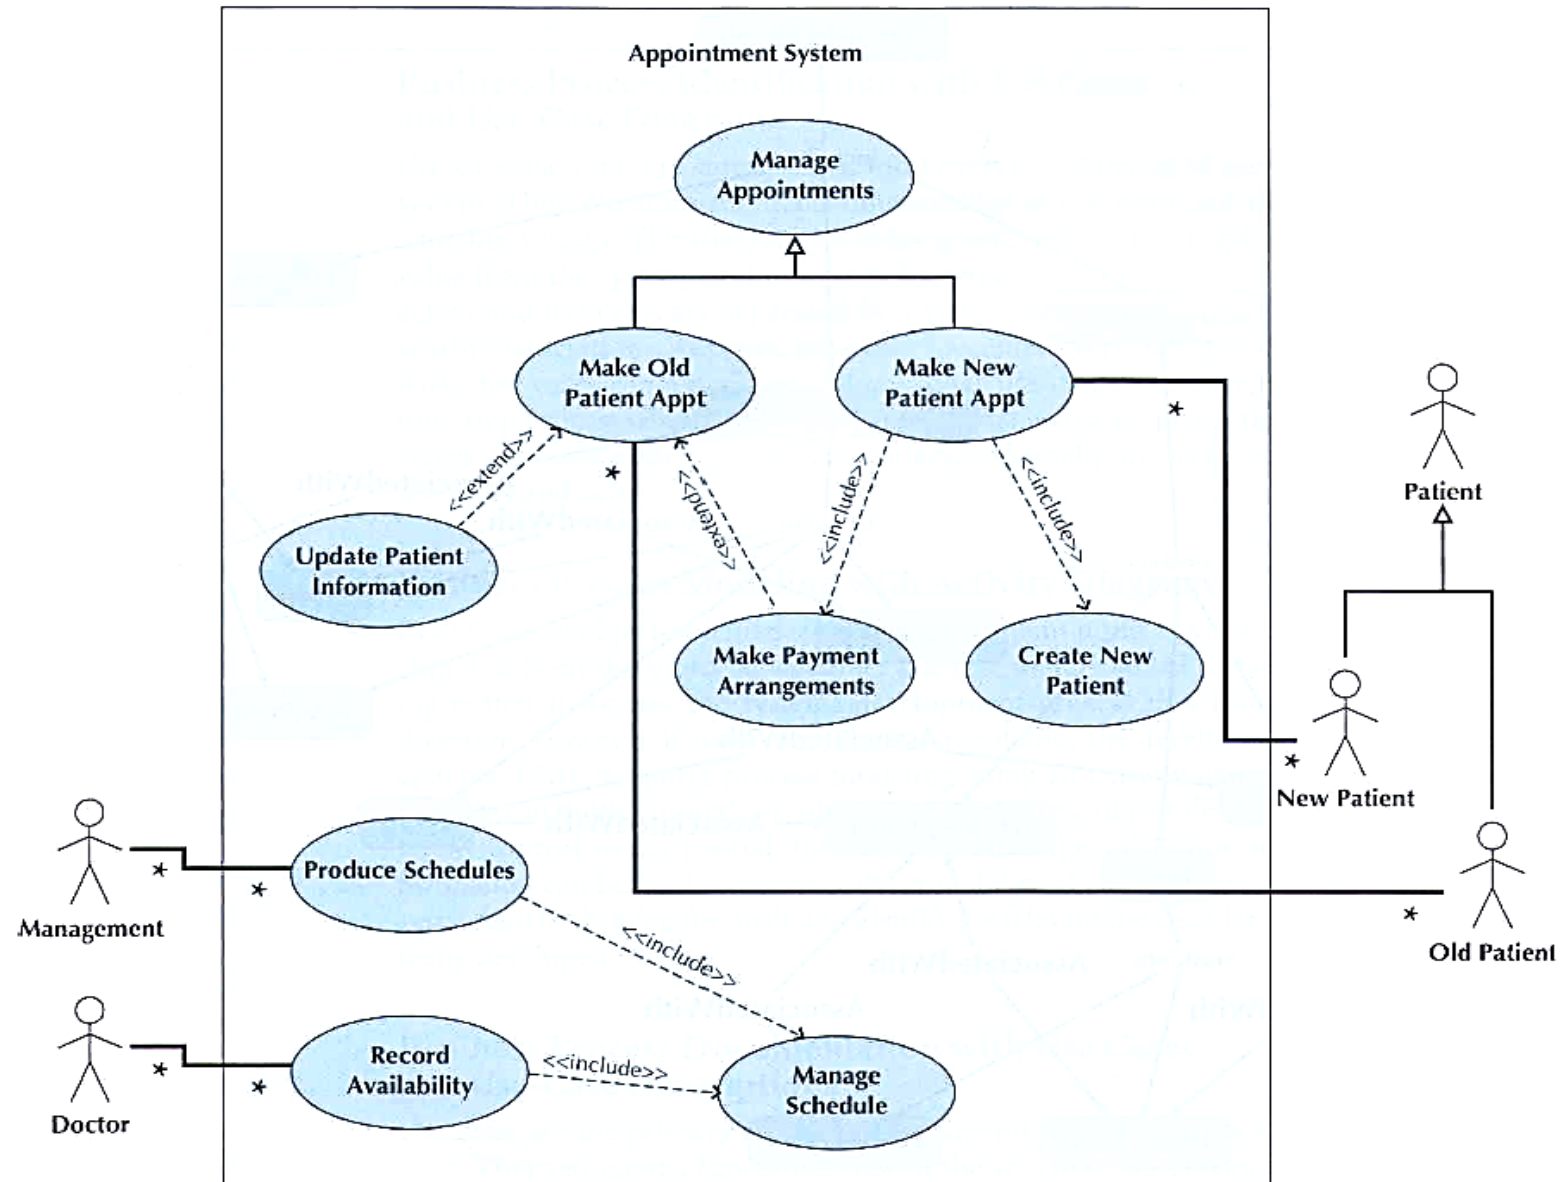 Appointment System
Manage
Appointments
Make Old
Patient Appt
Make New
Patient Appt
*
Patient
*
<<extend>>
<<extend>>
<<include>>
<<include>>
Update Patient
Information
Make Payment
Arrangements
Create New
Patient
*
New Patient
Management
*
*
Produce Schedules
*
Old Patient
<<include>>
Doctor
*
*
Record
Availability
<<include>>
Manage
Schedule